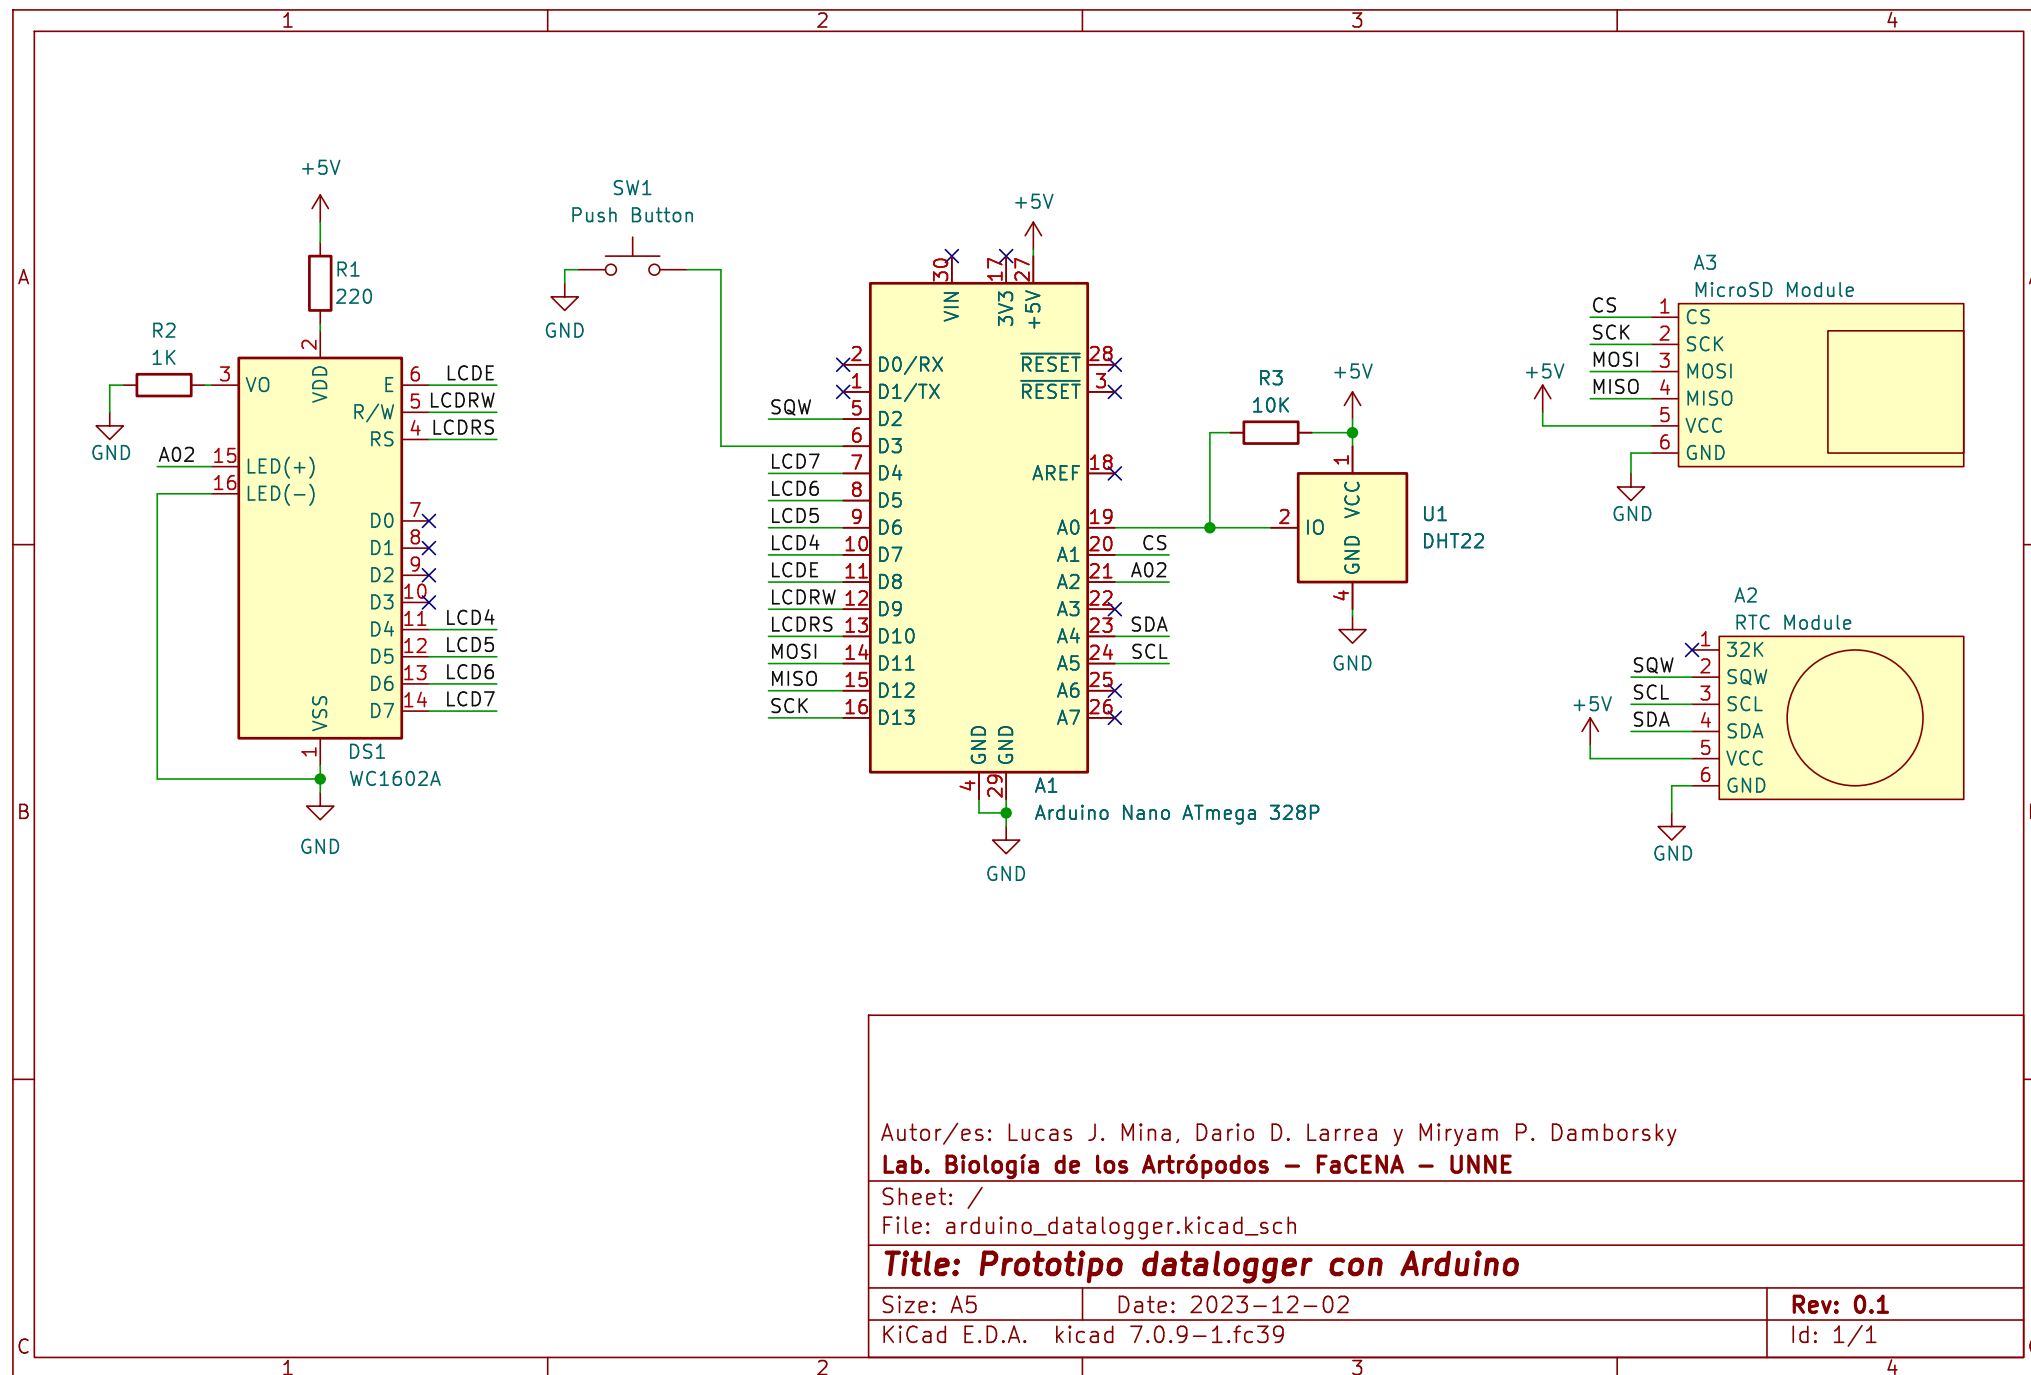 1 2 3 4
A
B
C
+5V
R1
220
R2
1K
GND
2
VDD
3 VO
E 6 LCDE
R/W 5 LCDRW
RS 4 LCDRS
A02 15 LED(+)
16 LED(-)
D0 7
D1 8
D2 9
D3 10
D4 11 LCD4
D5 12 LCD5
D6 13 LCD6
D7 14 LCD7
VSS
1
DS1
WC1602A
GND
SW1
Push Button
GND
+5V
30 17 27
VIN 3V3 +5V
2 D0/RX
1 D1/TX
SQW 5 D2
6 D3
LCD7 7 D4
LCD6 8 D5
LCD5 9 D6
LCD4 10 D7
LCDE 11 D8
LCDRW 12 D9
LCDRS 13 D10
MOSI 14 D11
MISO 15 D12
SCK 16 D13
RESET 28
RESET 3
AREF 18
A0 19
A1 20 CS
A2 21 A02
A3 22
A4 23 SDA
A5 24 SCL
A6 25
A7 26
GND GND
4 29
A1
Arduino Nano ATmega 328P
GND
R3
10K
+5V
1
VCC
2 IO
GND
4
U1
DHT22
GND
A3
MicroSD Module
CS 1 CS
SCK 2 SCK
MOSI 3 MOSI
MISO 4 MISO
+5V
5 VCC
6 GND
GND
A2
RTC Module
1 32K
SQW 2 SQW
SCL 3 SCL
SDA 4 SDA
+5V
5 VCC
6 GND
GND
Autor/es: Lucas J. Mina, Dario D. Larrea y Miryam P. Damborsky
Lab. Biología de los Artrópodos - FaCENA - UNNE
Sheet: /
File: arduino_datalogger.kicad_sch
Title: Prototipo datalogger con Arduino
Size: A5 Date: 2023-12-02 Rev: 0.1
KiCad E.D.A. kicad 7.0.9-1.fc39 Id: 1/1
1 2 3 4